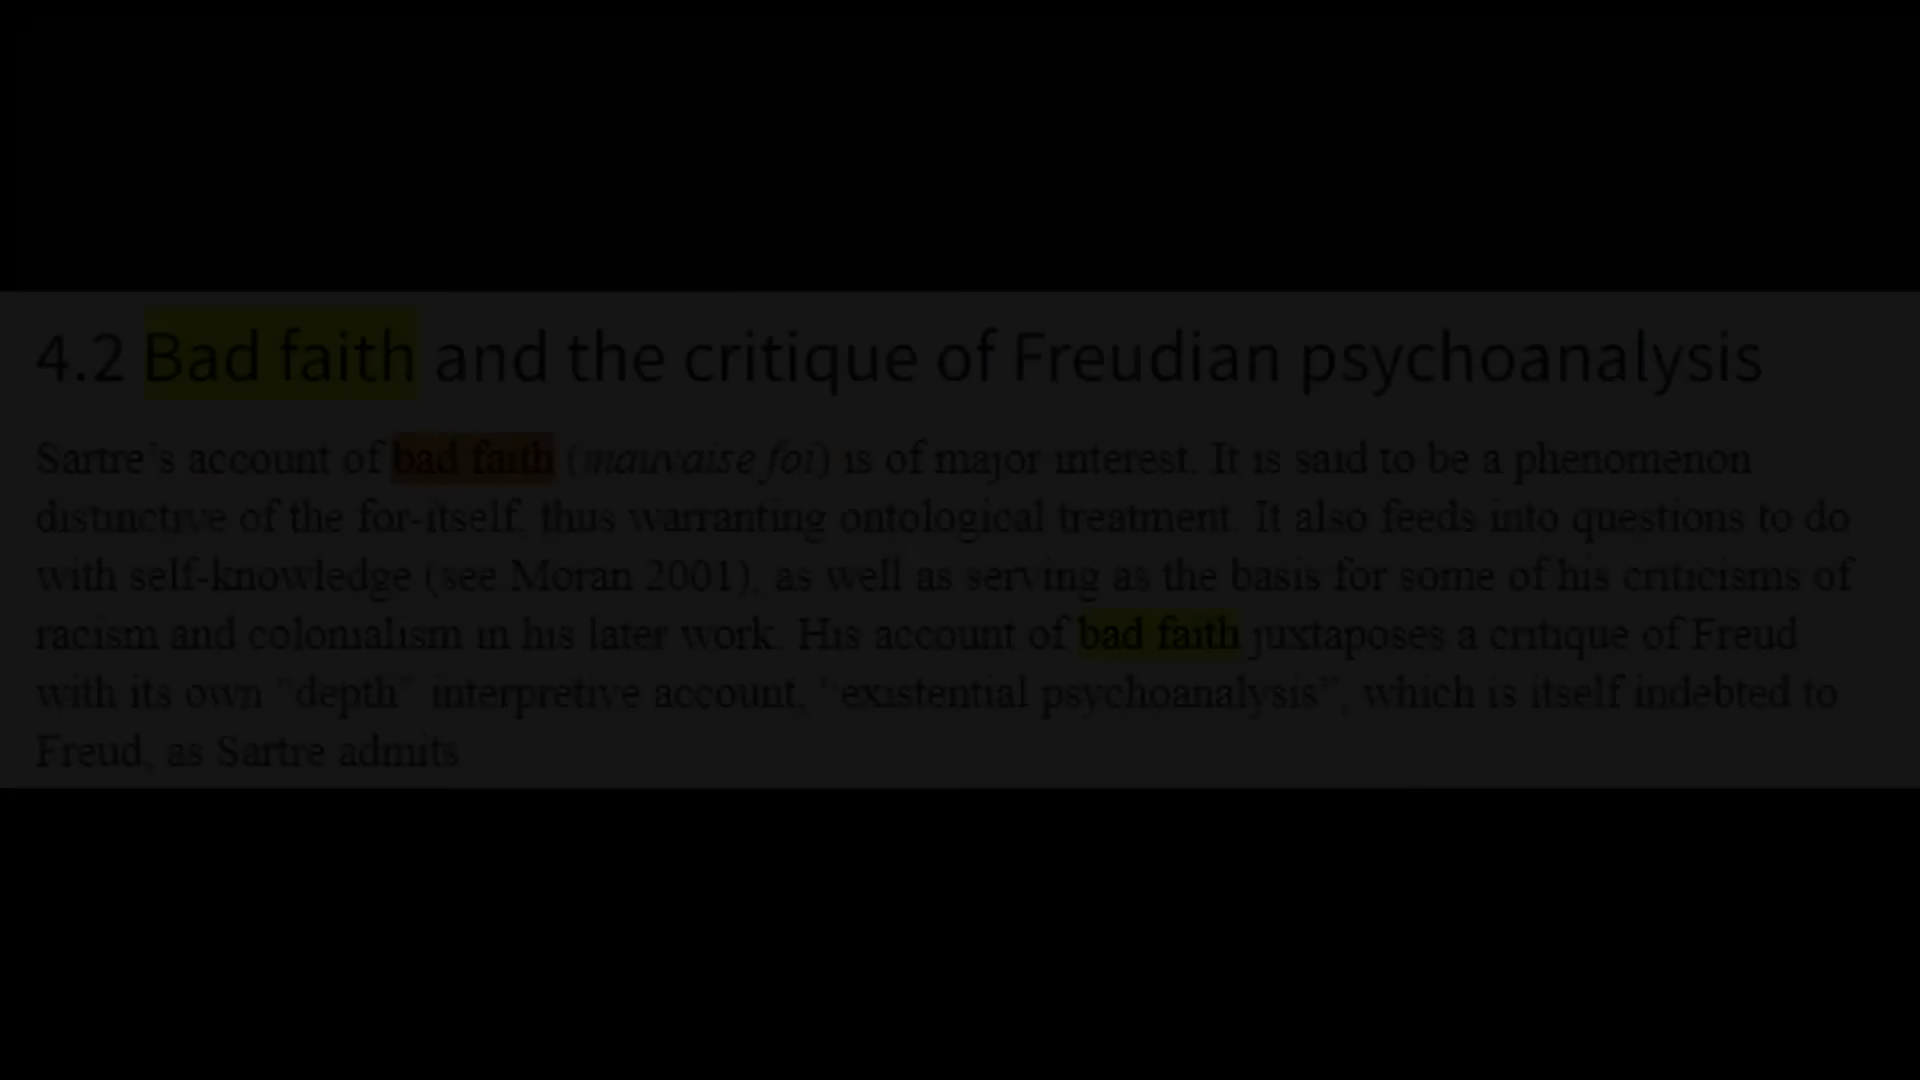 4.2 Bad faith and the critique of Freudian psychoanalysis
Sartre's account of bad faith (mauvaise foi) is of major interest. It is said to be a phenomenon
distinctive of the for-itself, thus warranting ontological treatment. It also feeds into questions to do
with self-knowledge (see Moran 2001), as well as serving as the basis for some of his criticisms of
racism and colonialism in his later work. His account of bad faith juxtaposes a critique of Freud
with its own “depth” interpretive account, “existential psychoanalysis”, which is itself indebted to
Freud, as Sartre admits.